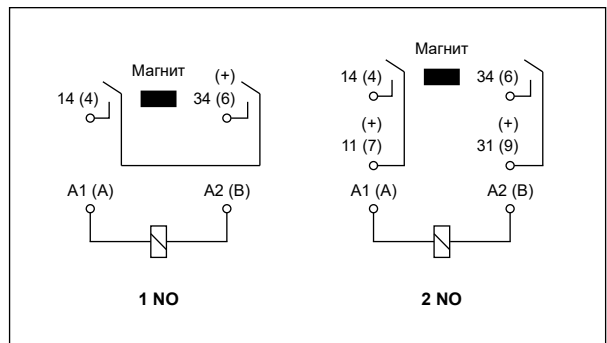 Магнит
(+)
14 (4)
34 (6)
A1 (A)
A2 (B)
1 NO
Магнит
14 (4)
34 (6)
(+)
(+)
11 (7)
31 (9)
A1 (A)
A2 (B)
2 NO